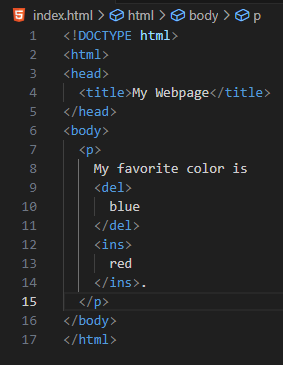 index.html > html > body > p
1 <!DOCTYPE html>
2 <html>
3 <head>
4   <title>My Webpage</title>
5 </head>
6 <body>
7   <p>
8     My favorite color is
9     <del>
10       blue
11     </del>
12     <ins>
13       red
14     </ins>.
15   </p>
16 </body>
17 </html>